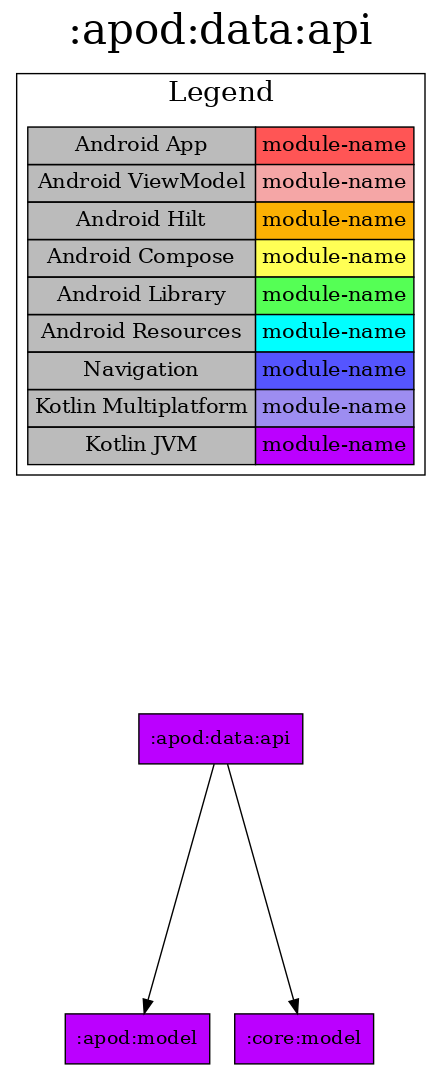 :apod:data:api
Legend
Android App module-name
Android ViewModel module-name
Android Hilt module-name
Android Compose module-name
Android Library module-name
Android Resources module-name
Navigation module-name
Kotlin Multiplatform module-name
Kotlin JVM module-name
:apod:data:api
:apod:model :core:model